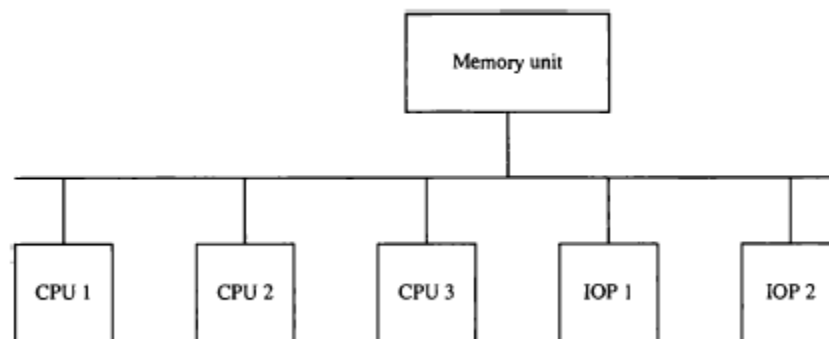 Memory unit
CPU 1
CPU 2
CPU 3
IOP 1
IOP 2